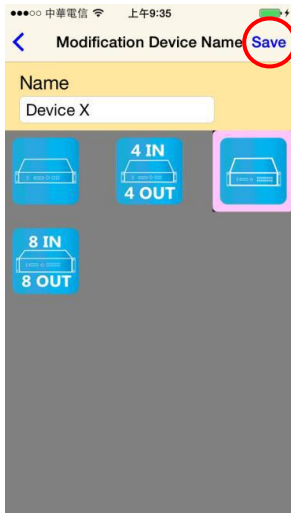 中華電信 上午9:35
Modification Device Name Save
Name
Device X
4 IN
4 OUT
8 IN
8 OUT